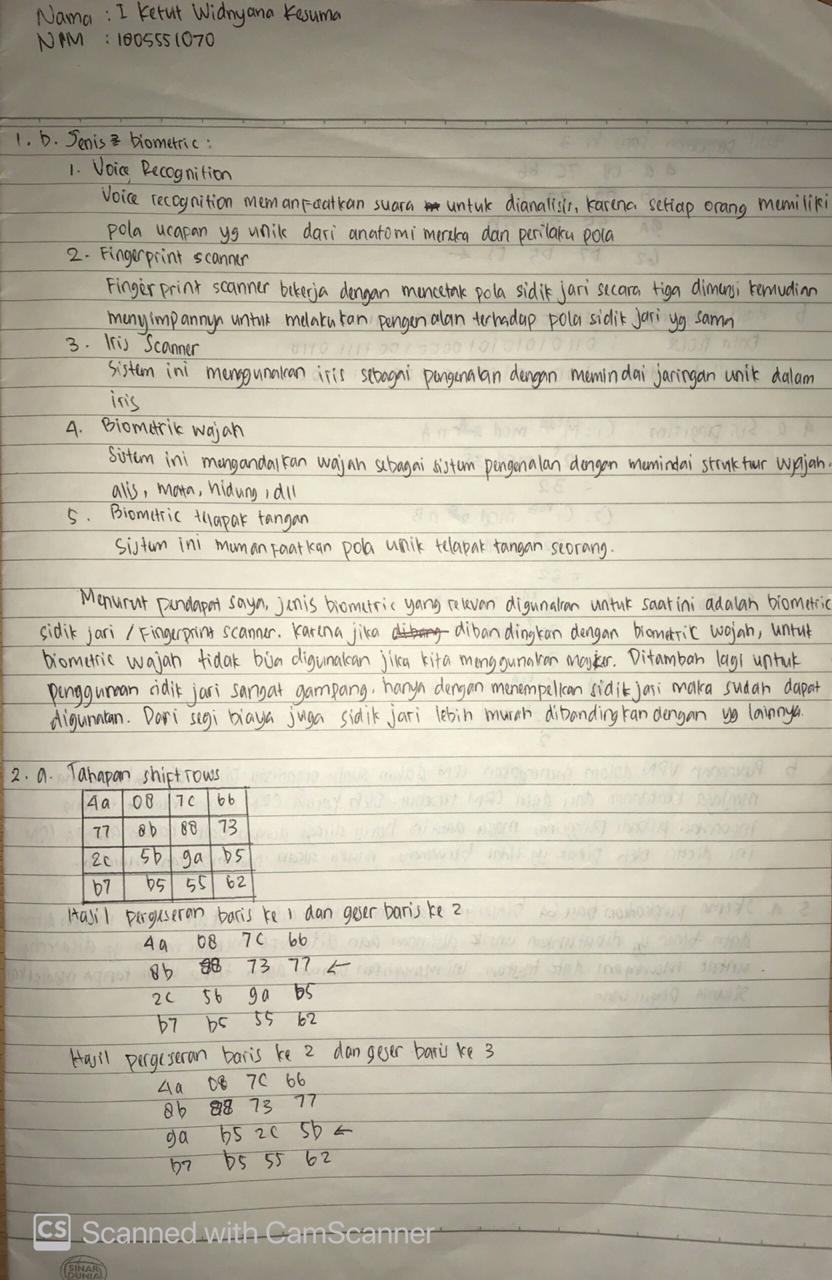 Nama : I Ketut Widnyana Kesuma
NPM : 1805551070
1. b. Jenis2 biometric :
1. Voice Recognition
Voice recognition memanfaatkan suara untuk dianalisis, karena setiap orang memiliki
pola ucapan yg unik dari anatomi mereka dan perilaku pola
2. Fingerprint scanner
Fingerprint scanner bekerja dengan mencetak pola sidik jari secara tiga dimensi kemudian
menyimpannya untuk melakukan pengenalan terhadap pola sidik jari yg sama
3. Iris Scanner
Sistem ini menggunakan iris sebagai pengenalan dengan memindai jaringan unik dalam
iris
4. Biometrik wajah
Sistem ini mengandalkan wajah sebagai sistem pengenalan dengan memindai struktur wajah.
alis, mata, hidung, dll
5. Biometric telapak tangan
Sistem ini memanfaatkan pola unik telapak tangan seorang.
Menurut pendapat saya, jenis biometric yang relevan digunakan untuk saat ini adalah biometric
sidik jari / Fingerprint scanner. Karena jika dibang dibandingkan dengan biometric wajah, untuk
biometric wajah tidak bisa digunakan jika kita menggunakan masker. Ditambah lagi untuk
penggunaan sidik jari sangat gampang, hanya dengan menempelkan sidik jari maka sudah dapat
digunakan. Dari segi biaya juga sidik jari lebih murah dibandingkan dengan yg lainnya.
2. a. Tahapan shift rows
4a 08 7c 66
77 8b 88 73
2c 5b 9a b5
b7 b5 55 62
Hasil pergeseran baris ke 1 dan geser baris ke 2
4a 08 7c 66
8b 88 73 77 ←
2c 5b 9a b5
b7 b5 55 62
Hasil pergeseran baris ke 2 dan geser baris ke 3
4a 08 7c 66
8b 88 73 77
9a b5 2c 5b ←
b7 b5 55 62
CS Scanned with CamScanner
SINAR
DUNIA